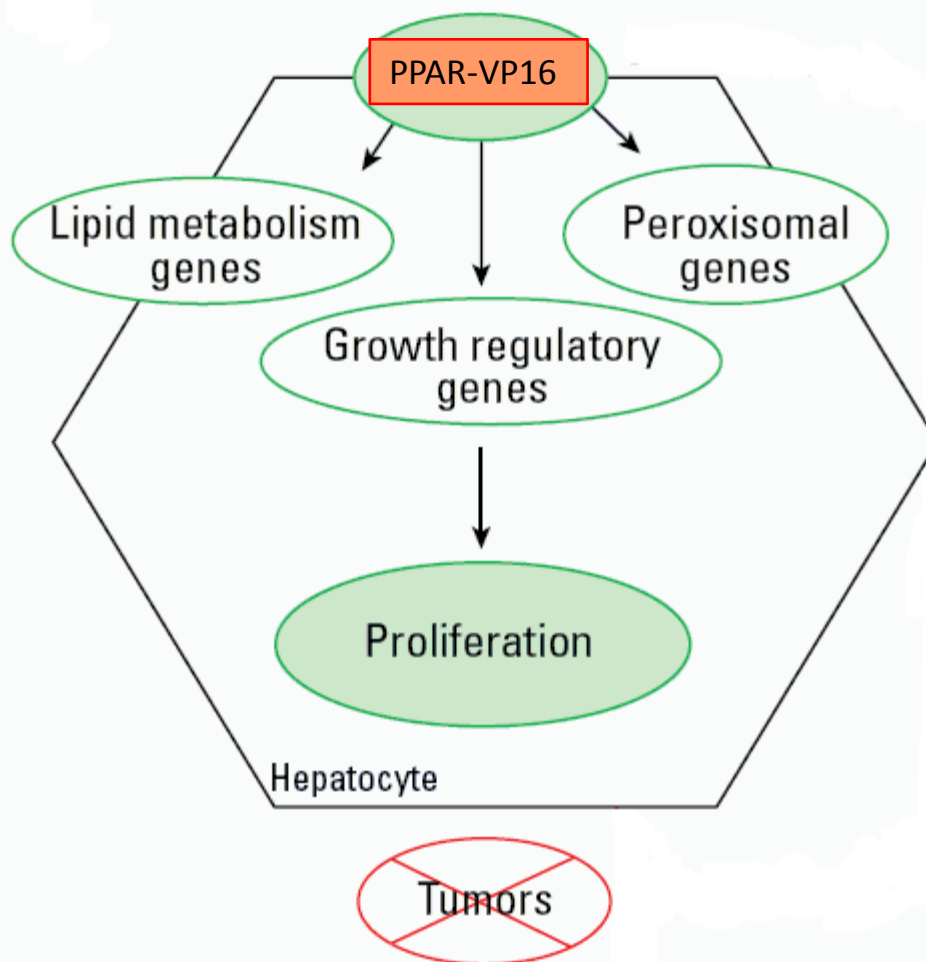 PPAR-VP16
Lipid metabolism
genes
Peroxisomal
genes
Growth regulatory
genes
Proliferation
Hepatocyte
Tumors